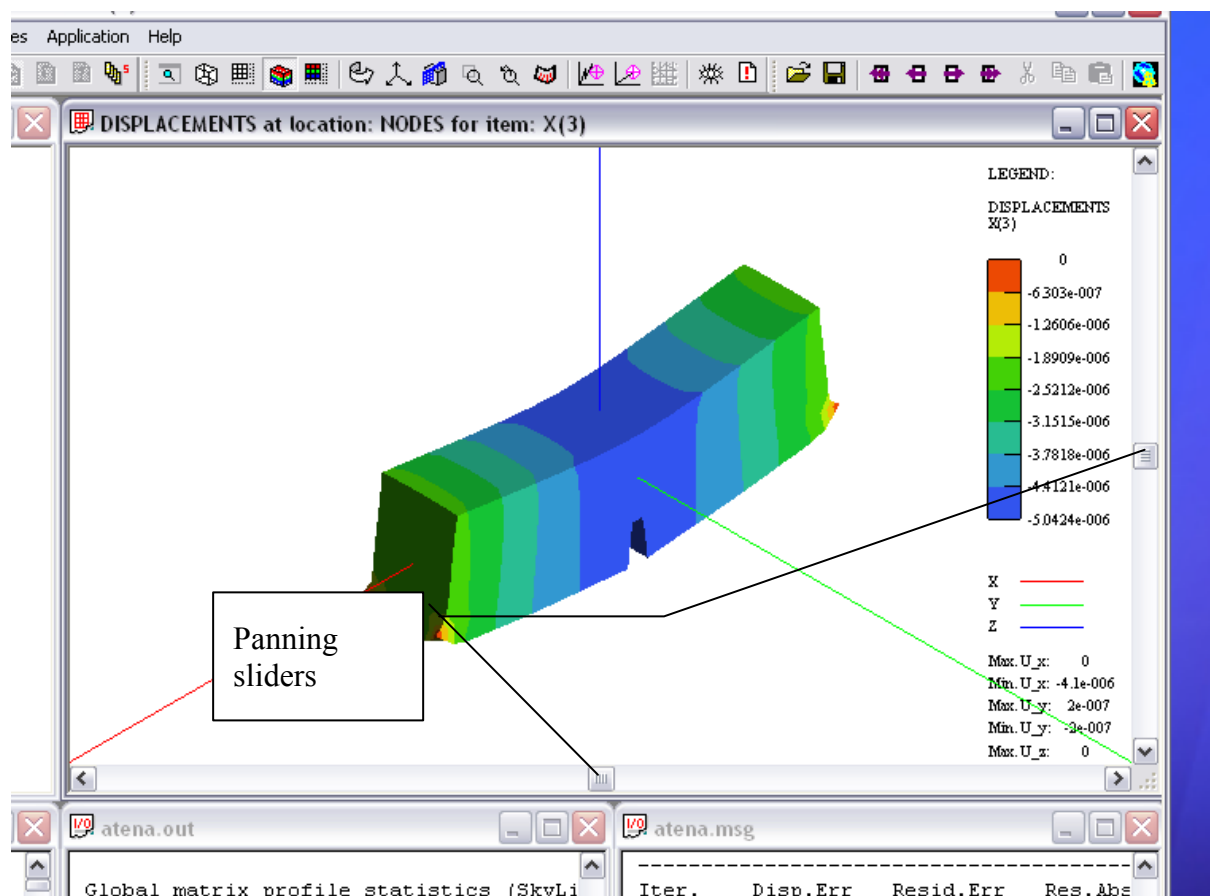 es Application Help
DISPLACEMENTS at location: NODES for item: X(3)
LEGEND:
DISPLACEMENTS
X(3)
0
-6.303e-007
-1.2606e-006
-1.8909e-006
-2.5212e-006
-3.1515e-006
-3.7818e-006
-4.4121e-006
-5.0424e-006
X
Y
Z
Max.U_x: 0
Min.U_x: -4.1e-006
Max.U_y: 2e-007
Min.U_y: -2e-007
Max.U_z: 0
Panning
sliders
atena.out
atena.msg
Global matrix profile statistics (SkyLi
Iter. Disp.Err Resid.Err Res.Abs